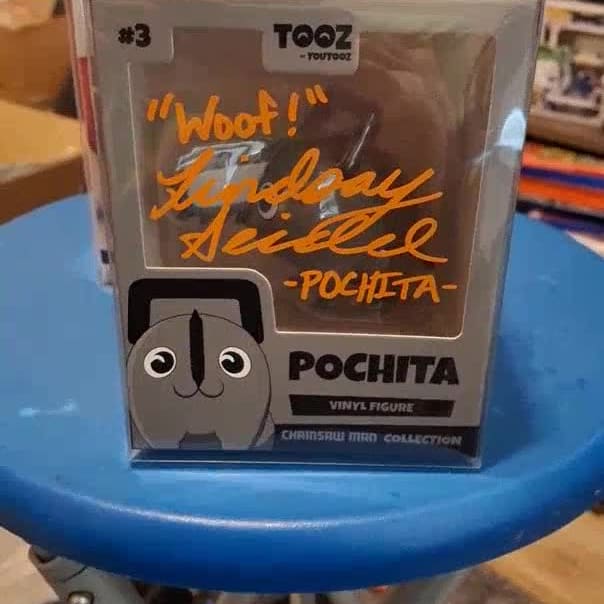 #3
TOOZ
- YOUTOOZ
"Woof!"
Lindsay
Seidel
-POCHITA-
POCHITA
VINYL FIGURE
CHAINSAW MAN COLLECTION